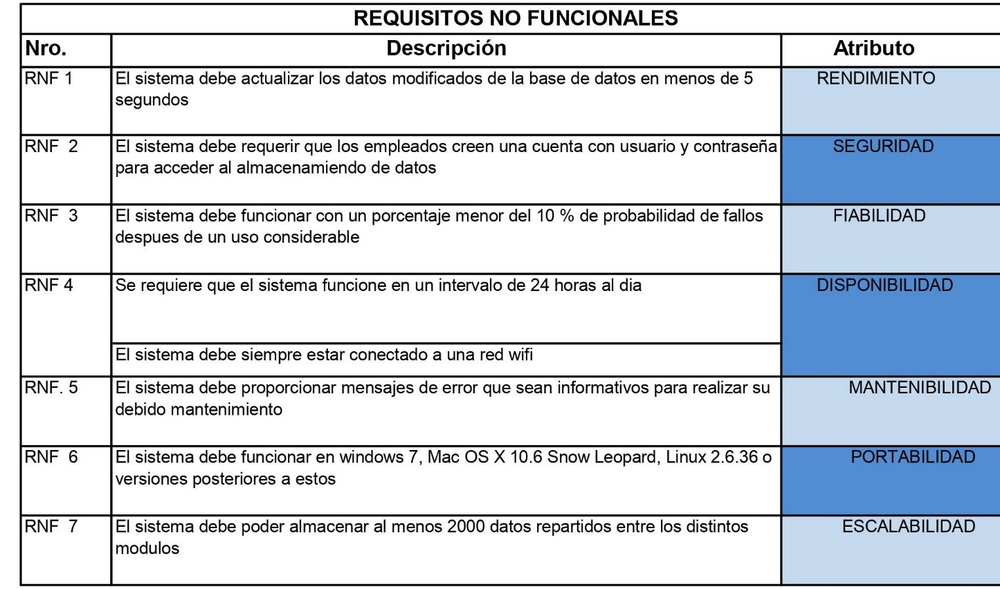 REQUISITOS NO FUNCIONALES
Nro. Descripción Atributo
RNF 1 El sistema debe actualizar los datos modificados de la base de datos en menos de 5 RENDIMIENTO
segundos
RNF 2 El sistema debe requerir que los empleados creen una cuenta con usuario y contraseña SEGURIDAD
para acceder al almacenamiendo de datos
RNF 3 El sistema debe funcionar con un porcentaje menor del 10 % de probabilidad de fallos FIABILIDAD
despues de un uso considerable
RNF 4 Se requiere que el sistema funcione en un intervalo de 24 horas al dia DISPONIBILIDAD
El sistema debe siempre estar conectado a una red wifi
RNF. 5 El sistema debe proporcionar mensajes de error que sean informativos para realizar su MANTENIBILIDAD
debido mantenimiento
RNF 6 El sistema debe funcionar en windows 7, Mac OS X 10.6 Snow Leopard, Linux 2.6.36 o PORTABILIDAD
versiones posteriores a estos
RNF 7 El sistema debe poder almacenar al menos 2000 datos repartidos entre los distintos ESCALABILIDAD
modulos